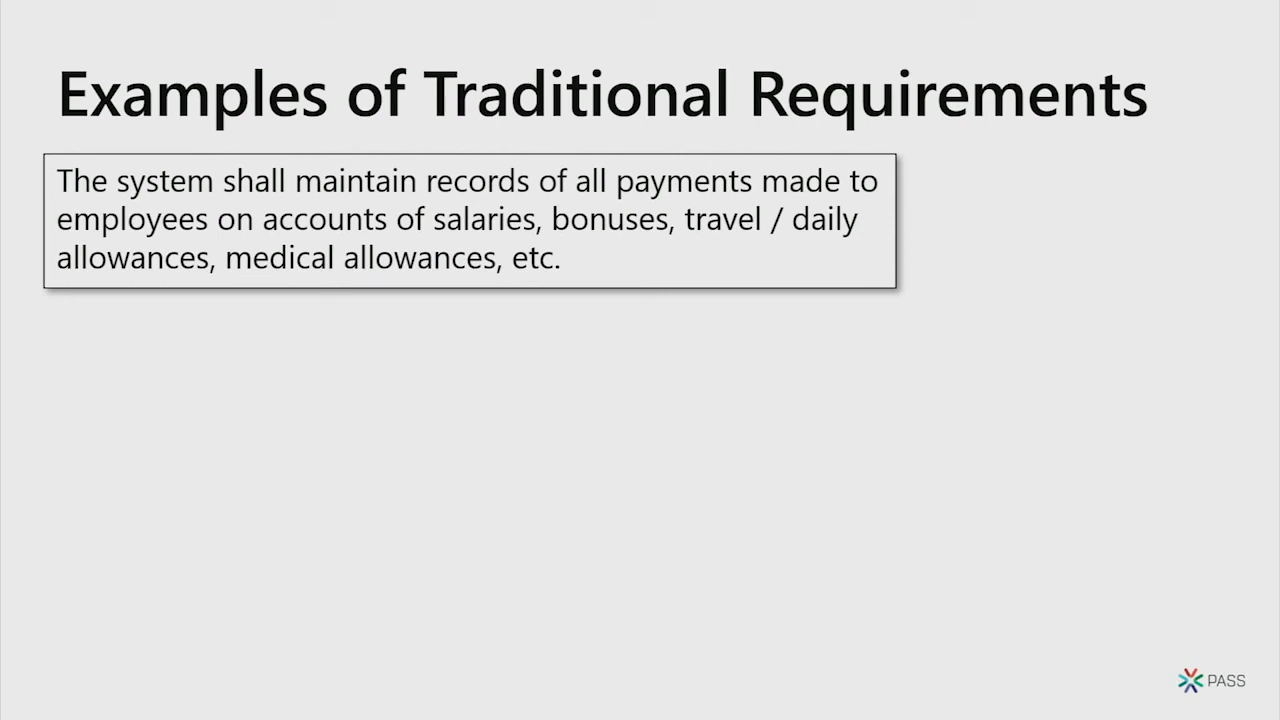 Examples of Traditional Requirements
The system shall maintain records of all payments made to
employees on accounts of salaries, bonuses, travel / daily
allowances, medical allowances, etc.
PASS